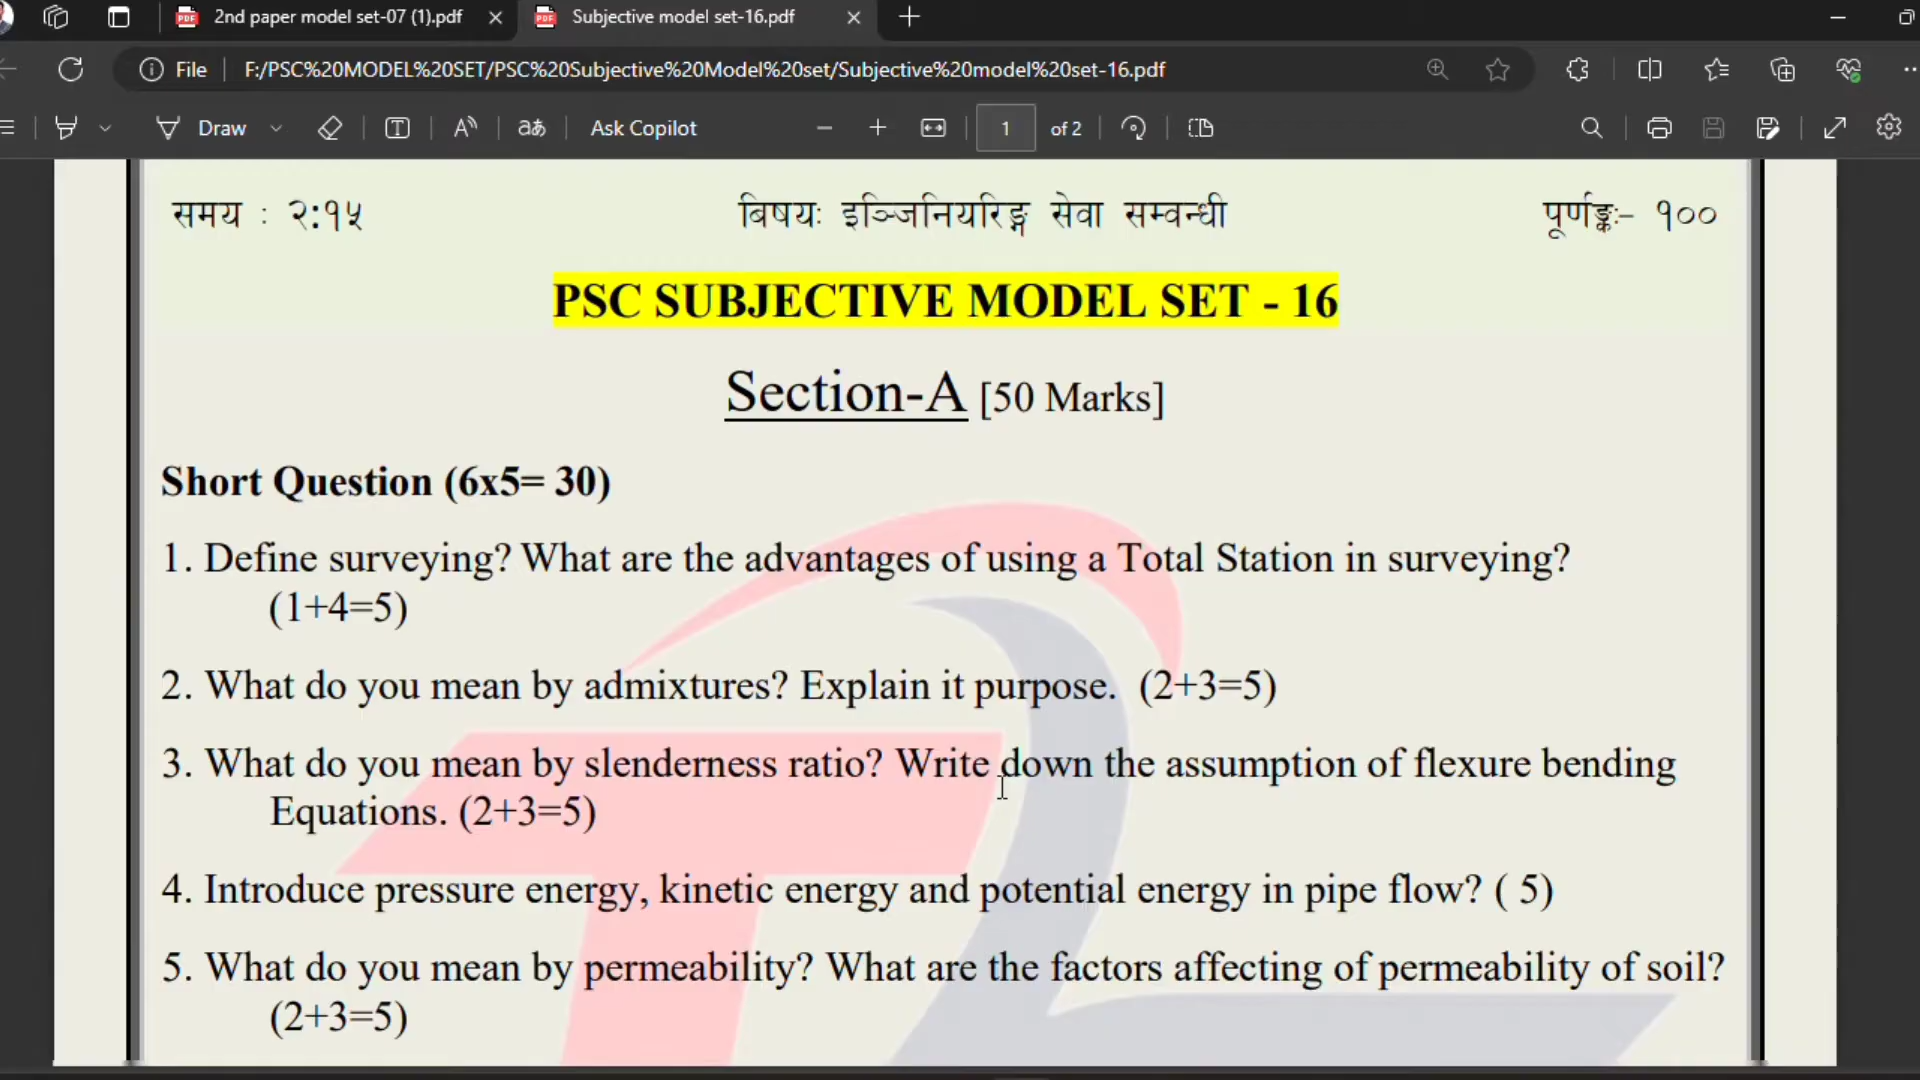 2nd paper model set-07 (1).pdf
Subjective model set-16.pdf
File F:/PSC%20MODEL%20SET/PSC%20Subjective%20Model%20set/Subjective%20model%20set-16.pdf
Draw aあ Ask Copilot 1 of 2
समय : २:१५ बिषयः इञ्जिनियरिङ्ग सेवा सम्वन्धी पूर्णङ्कः- १००
PSC SUBJECTIVE MODEL SET - 16
Section-A [50 Marks]
Short Question (6x5= 30)
1. Define surveying? What are the advantages of using a Total Station in surveying?
(1+4=5)
2. What do you mean by admixtures? Explain it purpose. (2+3=5)
3. What do you mean by slenderness ratio? Write down the assumption of flexure bending
Equations. (2+3=5)
4. Introduce pressure energy, kinetic energy and potential energy in pipe flow? ( 5)
5. What do you mean by permeability? What are the factors affecting of permeability of soil?
(2+3=5)